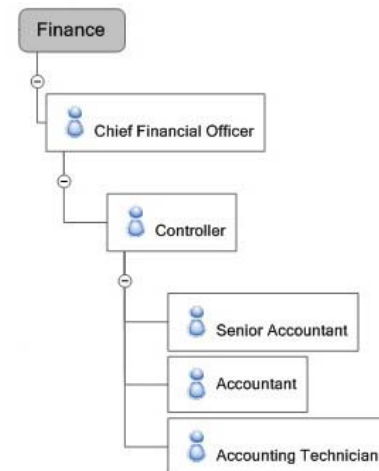 Finance
Chief Financial Officer
Controller
Senior Accountant
Accountant
Accounting Technician